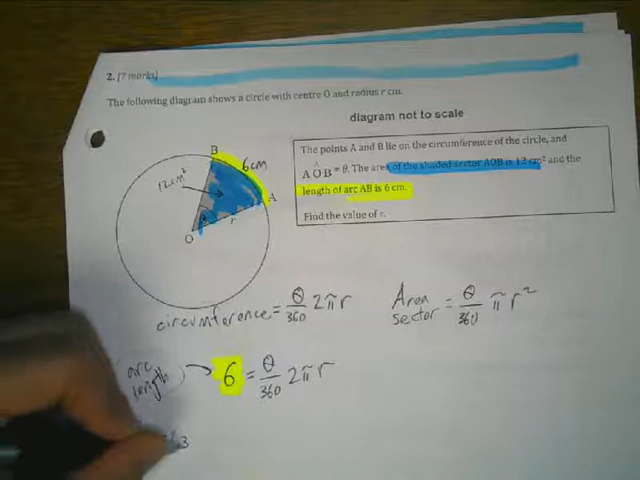 2. [7 marks]
The following diagram shows a circle with centre O and radius r cm.
diagram not to scale
The points A and B lie on the circumference of the circle, and
AÔB = θ. The area of the shaded sector AOB is 12 cm² and the
length of arc AB is 6 cm.
Find the value of r.
B
6cm
12cm²
A
r
O
circumference = θ/360 2πr
Area sector = θ/360 πr²
arc length → 6 = θ/360 2πr